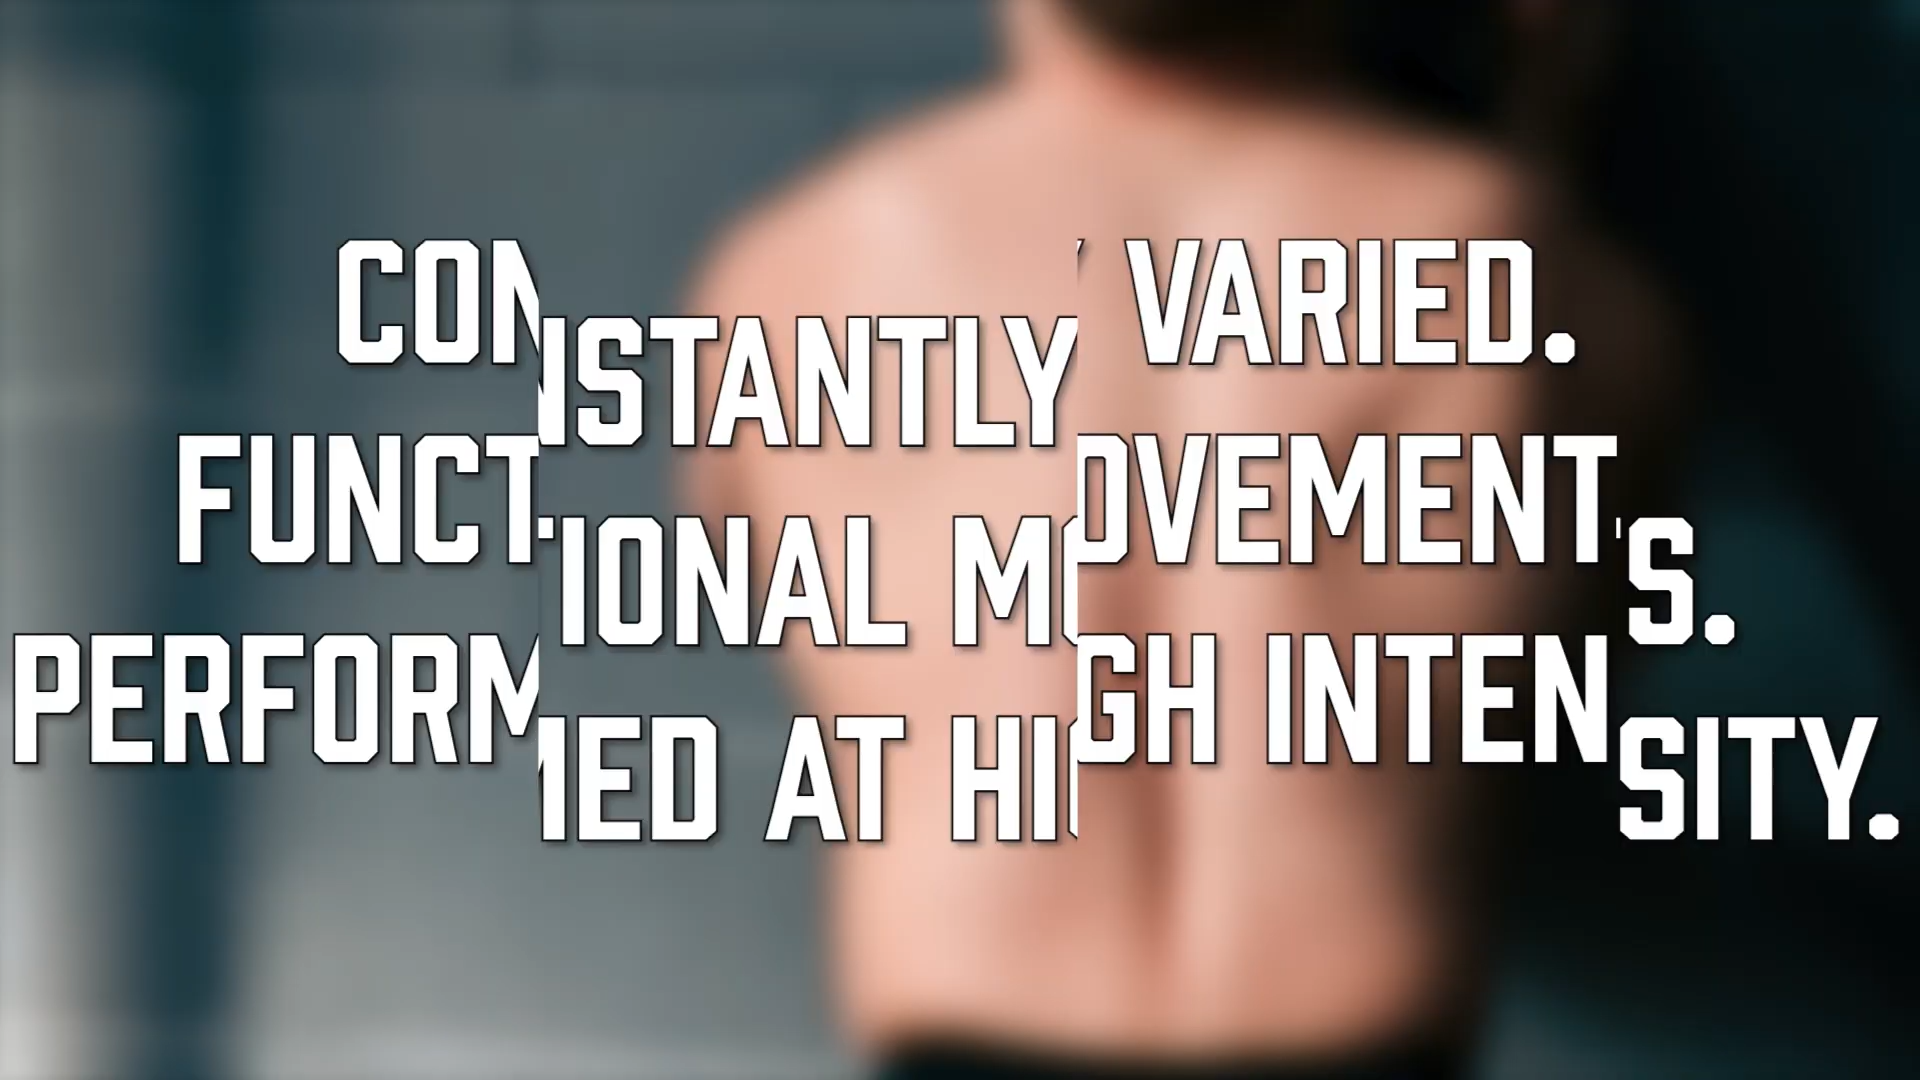 CONSTANTLY VARIED.
FUNCTIONAL MOVEMENTS.
PERFORMED AT HIGH INTENSITY.